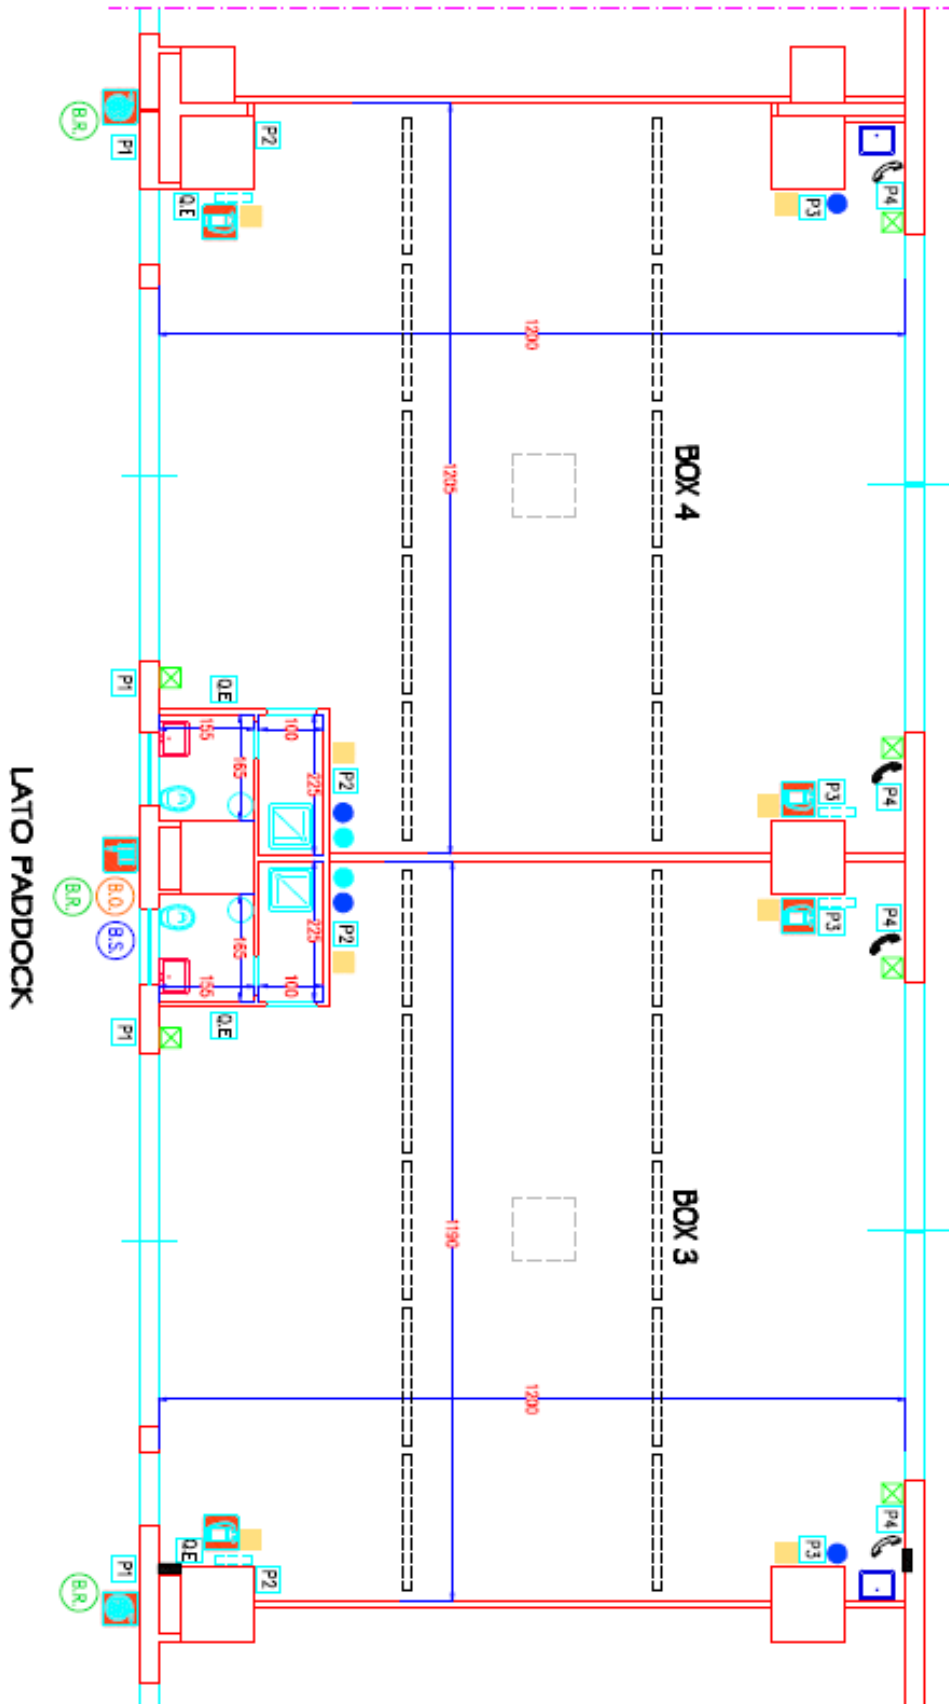 P4
P4
P4
P4
P3
P3
P3
P3
BOX 4
BOX 3
1200
1200
1205
1190
P2
P2
225
225
100
100
P2
P2
165
165
Q.E
Q.E
155
155
Q.E
Q.E
P1
P1
P1
P1
B.O.
B.S.
B.R.
B.R.
B.R.
LATO PADDOCK